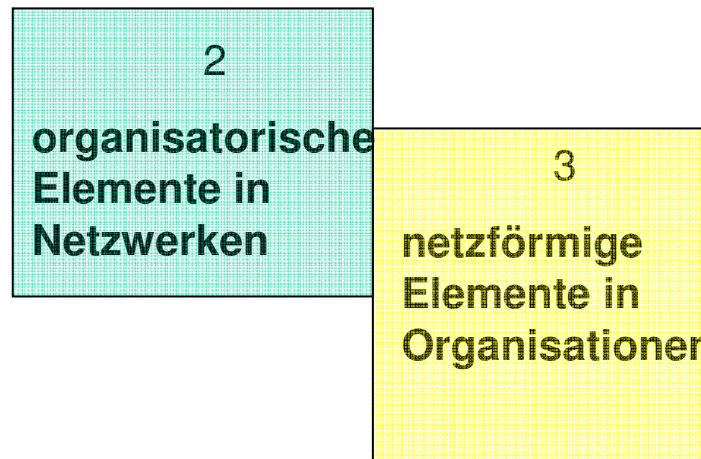 2
organisatorische
Elemente in
Netzwerken
3
netzförmige
Elemente in
Organisationen